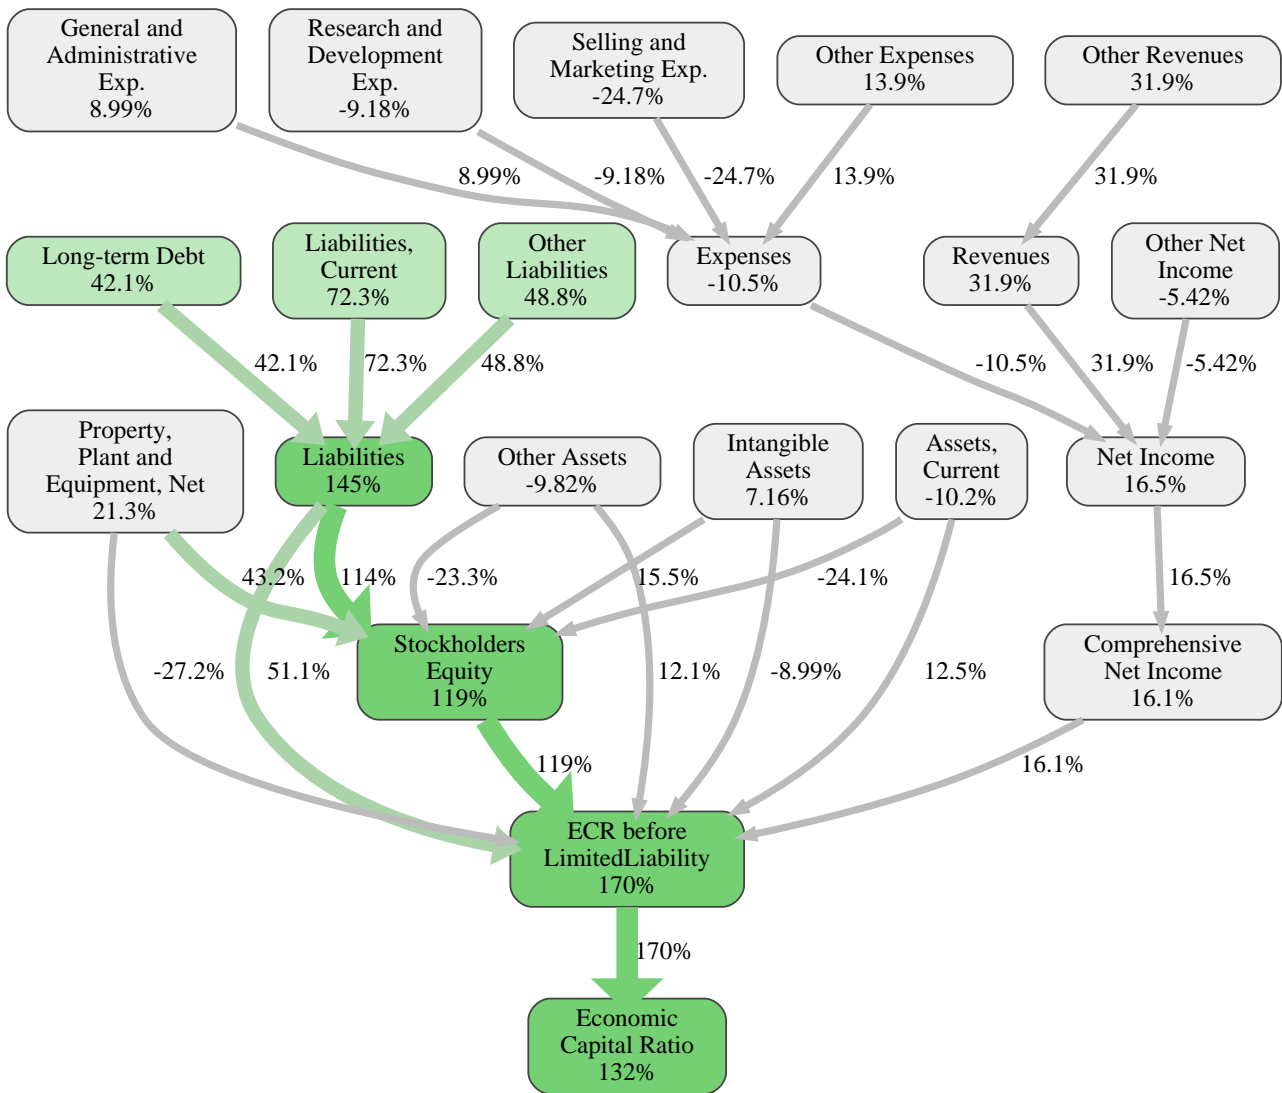 General and
Administrative
Exp.
8.99%
Research and
Development
Exp.
-9.18%
Selling and
Marketing Exp.
-24.7%
Other Expenses
13.9%
Other Revenues
31.9%
8.99%
-9.18%
-24.7%
13.9%
31.9%
Long-term Debt
42.1%
Liabilities,
Current
72.3%
Other
Liabilities
48.8%
Expenses
-10.5%
Revenues
31.9%
Other Net
Income
-5.42%
42.1%
72.3%
48.8%
-10.5%
31.9%
-5.42%
Property,
Plant and
Equipment, Net
21.3%
Liabilities
145%
Other Assets
-9.82%
Intangible
Assets
7.16%
Assets,
Current
-10.2%
Net Income
16.5%
43.2%
114%
-23.3%
15.5%
-24.1%
16.5%
Stockholders
Equity
119%
Comprehensive
Net Income
16.1%
-27.2%
51.1%
12.1%
-8.99%
12.5%
119%
16.1%
ECR before
LimitedLiability
170%
170%
Economic
Capital Ratio
132%